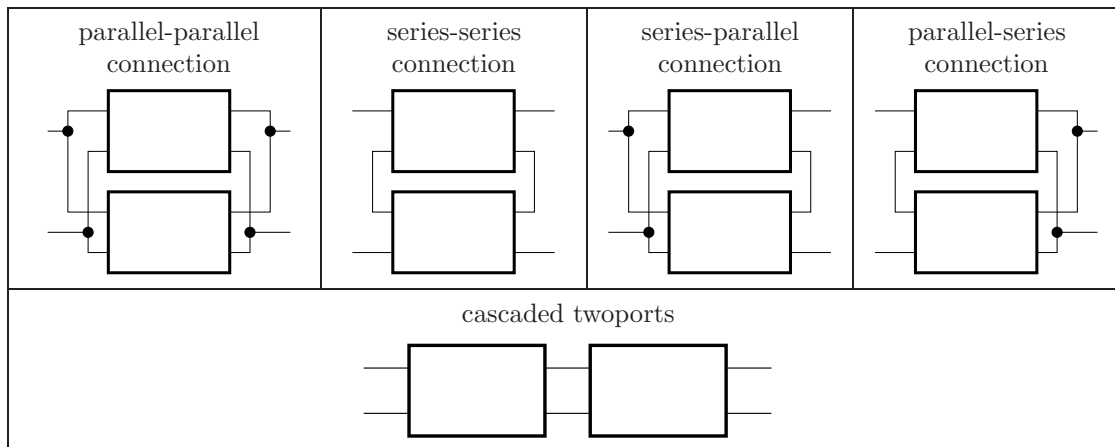 parallel-parallel
connection
series-series
connection
series-parallel
connection
parallel-series
connection
cascaded twoports